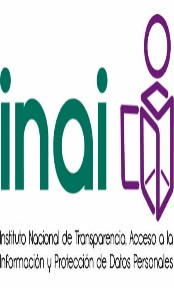 inai
Instituto Nacional de Transparencia, Acceso a la
Información y Protección de Datos Personales